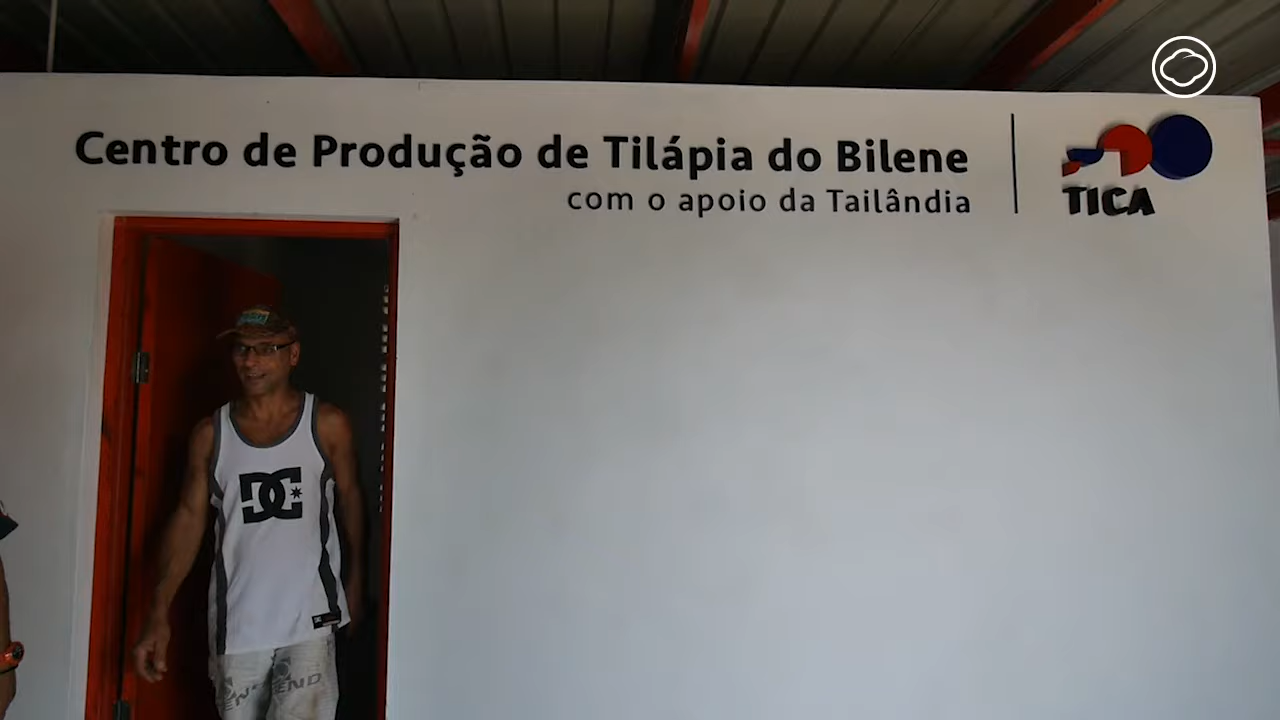 Centro de Produção de Tilápia do Bilene
com o apoio da Tailândia
TICA
DC